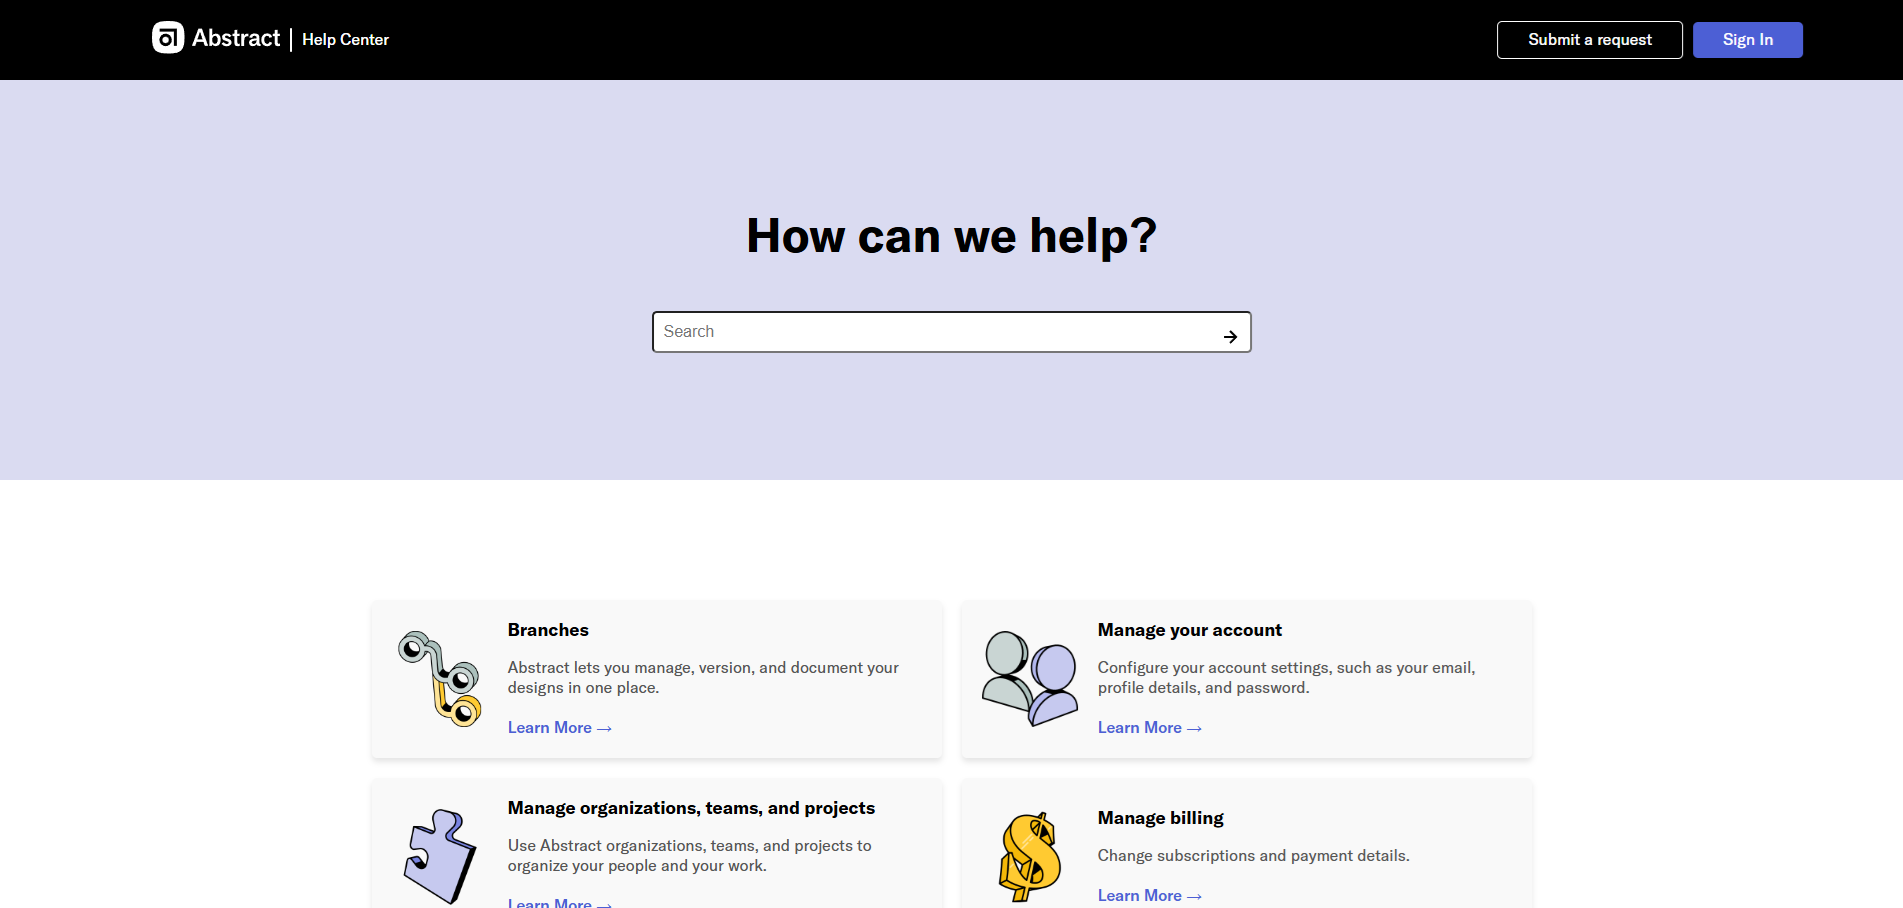 Abstract
Help Center
Submit a request
Sign In
How can we help?
Search
Branches
Abstract lets you manage, version, and document your
designs in one place.
Learn More →
Manage your account
Configure your account settings, such as your email,
profile details, and password.
Learn More →
Manage organizations, teams, and projects
Use Abstract organizations, teams, and projects to
organize your people and your work.
Learn More →
Manage billing
Change subscriptions and payment details.
Learn More →